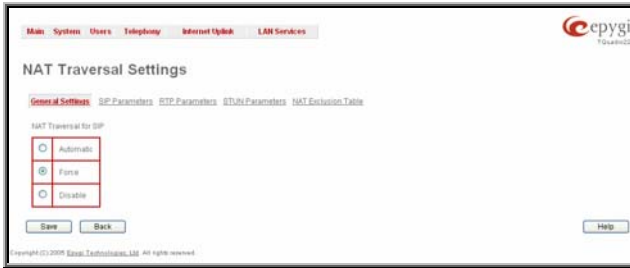 Main System Users Telephony Internet Uplink LAN Services
epygi
NAT Traversal Settings
General Settings SIP Parameters RTP Parameters STUN Parameters NAT Exclusion Table
NAT Traversal for SIP
Automatic
Force
Disable
Save Back Help
Copyright (C) 2005 Epygi Technologies, Ltd. All rights reserved.